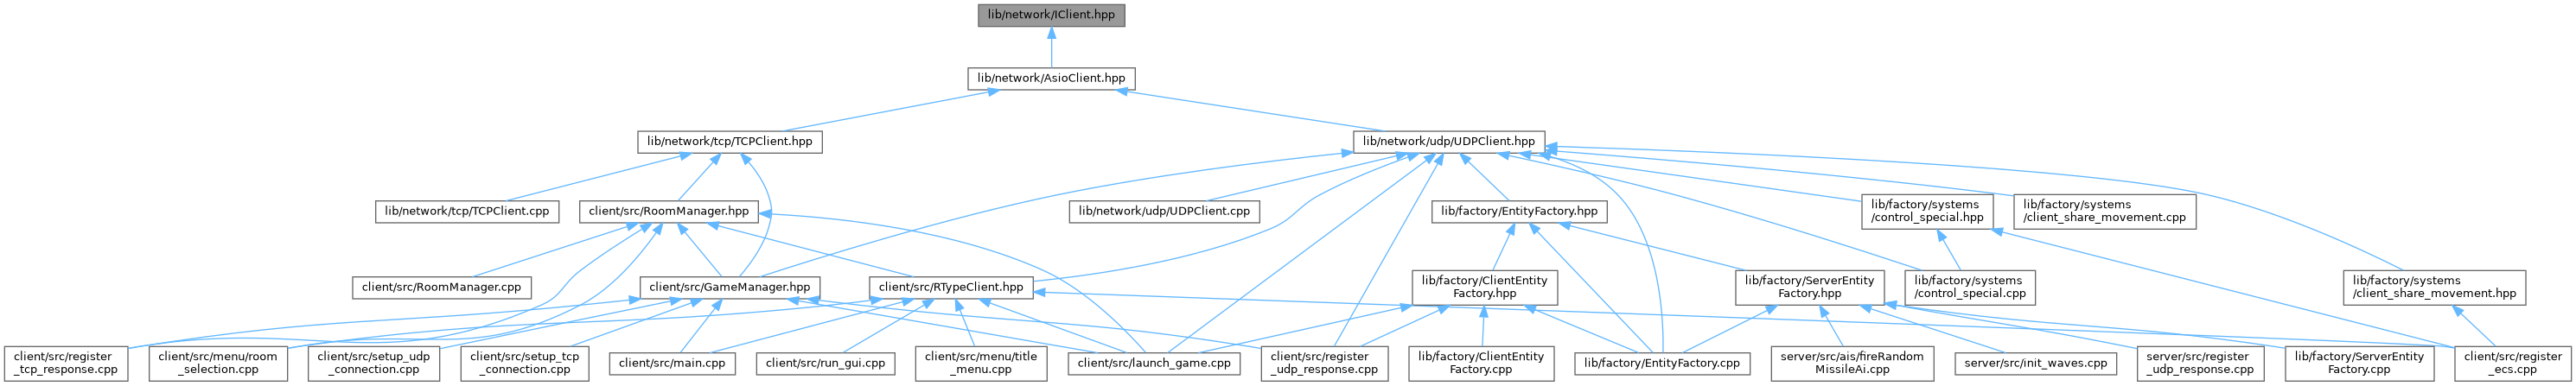 lib/network/IClient.hpp
lib/network/AsioClient.hpp
lib/network/tcp/TCPClient.hpp
lib/network/udp/UDPClient.hpp
lib/network/tcp/TCPClient.cpp
client/src/RoomManager.hpp
lib/network/udp/UDPClient.cpp
lib/factory/EntityFactory.hpp
lib/factory/systems
/control_special.hpp
lib/factory/systems
/client_share_movement.cpp
client/src/RoomManager.cpp
client/src/GameManager.hpp
client/src/RTypeClient.hpp
lib/factory/ClientEntity
Factory.hpp
lib/factory/ServerEntity
Factory.hpp
lib/factory/systems
/control_special.cpp
lib/factory/systems
/client_share_movement.hpp
client/src/register
_tcp_response.cpp
client/src/menu/room
_selection.cpp
client/src/setup_udp
_connection.cpp
client/src/setup_tcp
_connection.cpp
client/src/main.cpp
client/src/run_gui.cpp
client/src/menu/title
_menu.cpp
client/src/launch_game.cpp
client/src/register
_udp_response.cpp
lib/factory/ClientEntity
Factory.cpp
lib/factory/EntityFactory.cpp
server/src/ais/fireRandom
MissileAi.cpp
server/src/init_waves.cpp
server/src/register
_udp_response.cpp
lib/factory/ServerEntity
Factory.cpp
client/src/register
_ecs.cpp